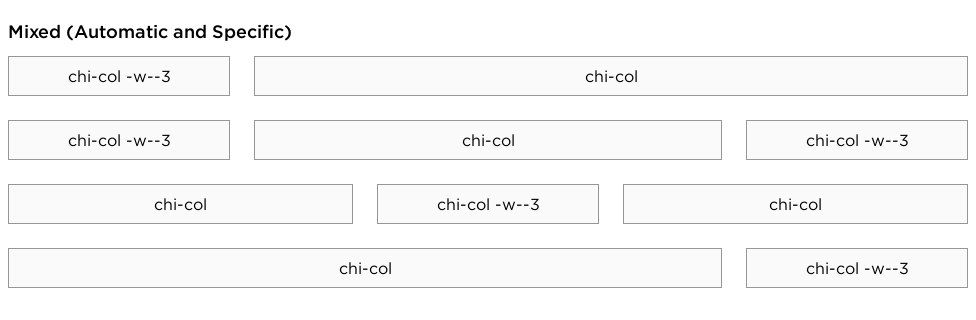 Mixed (Automatic and Specific)
chi-col -w--3 chi-col
chi-col -w--3 chi-col chi-col -w--3
chi-col chi-col -w--3 chi-col
chi-col chi-col -w--3